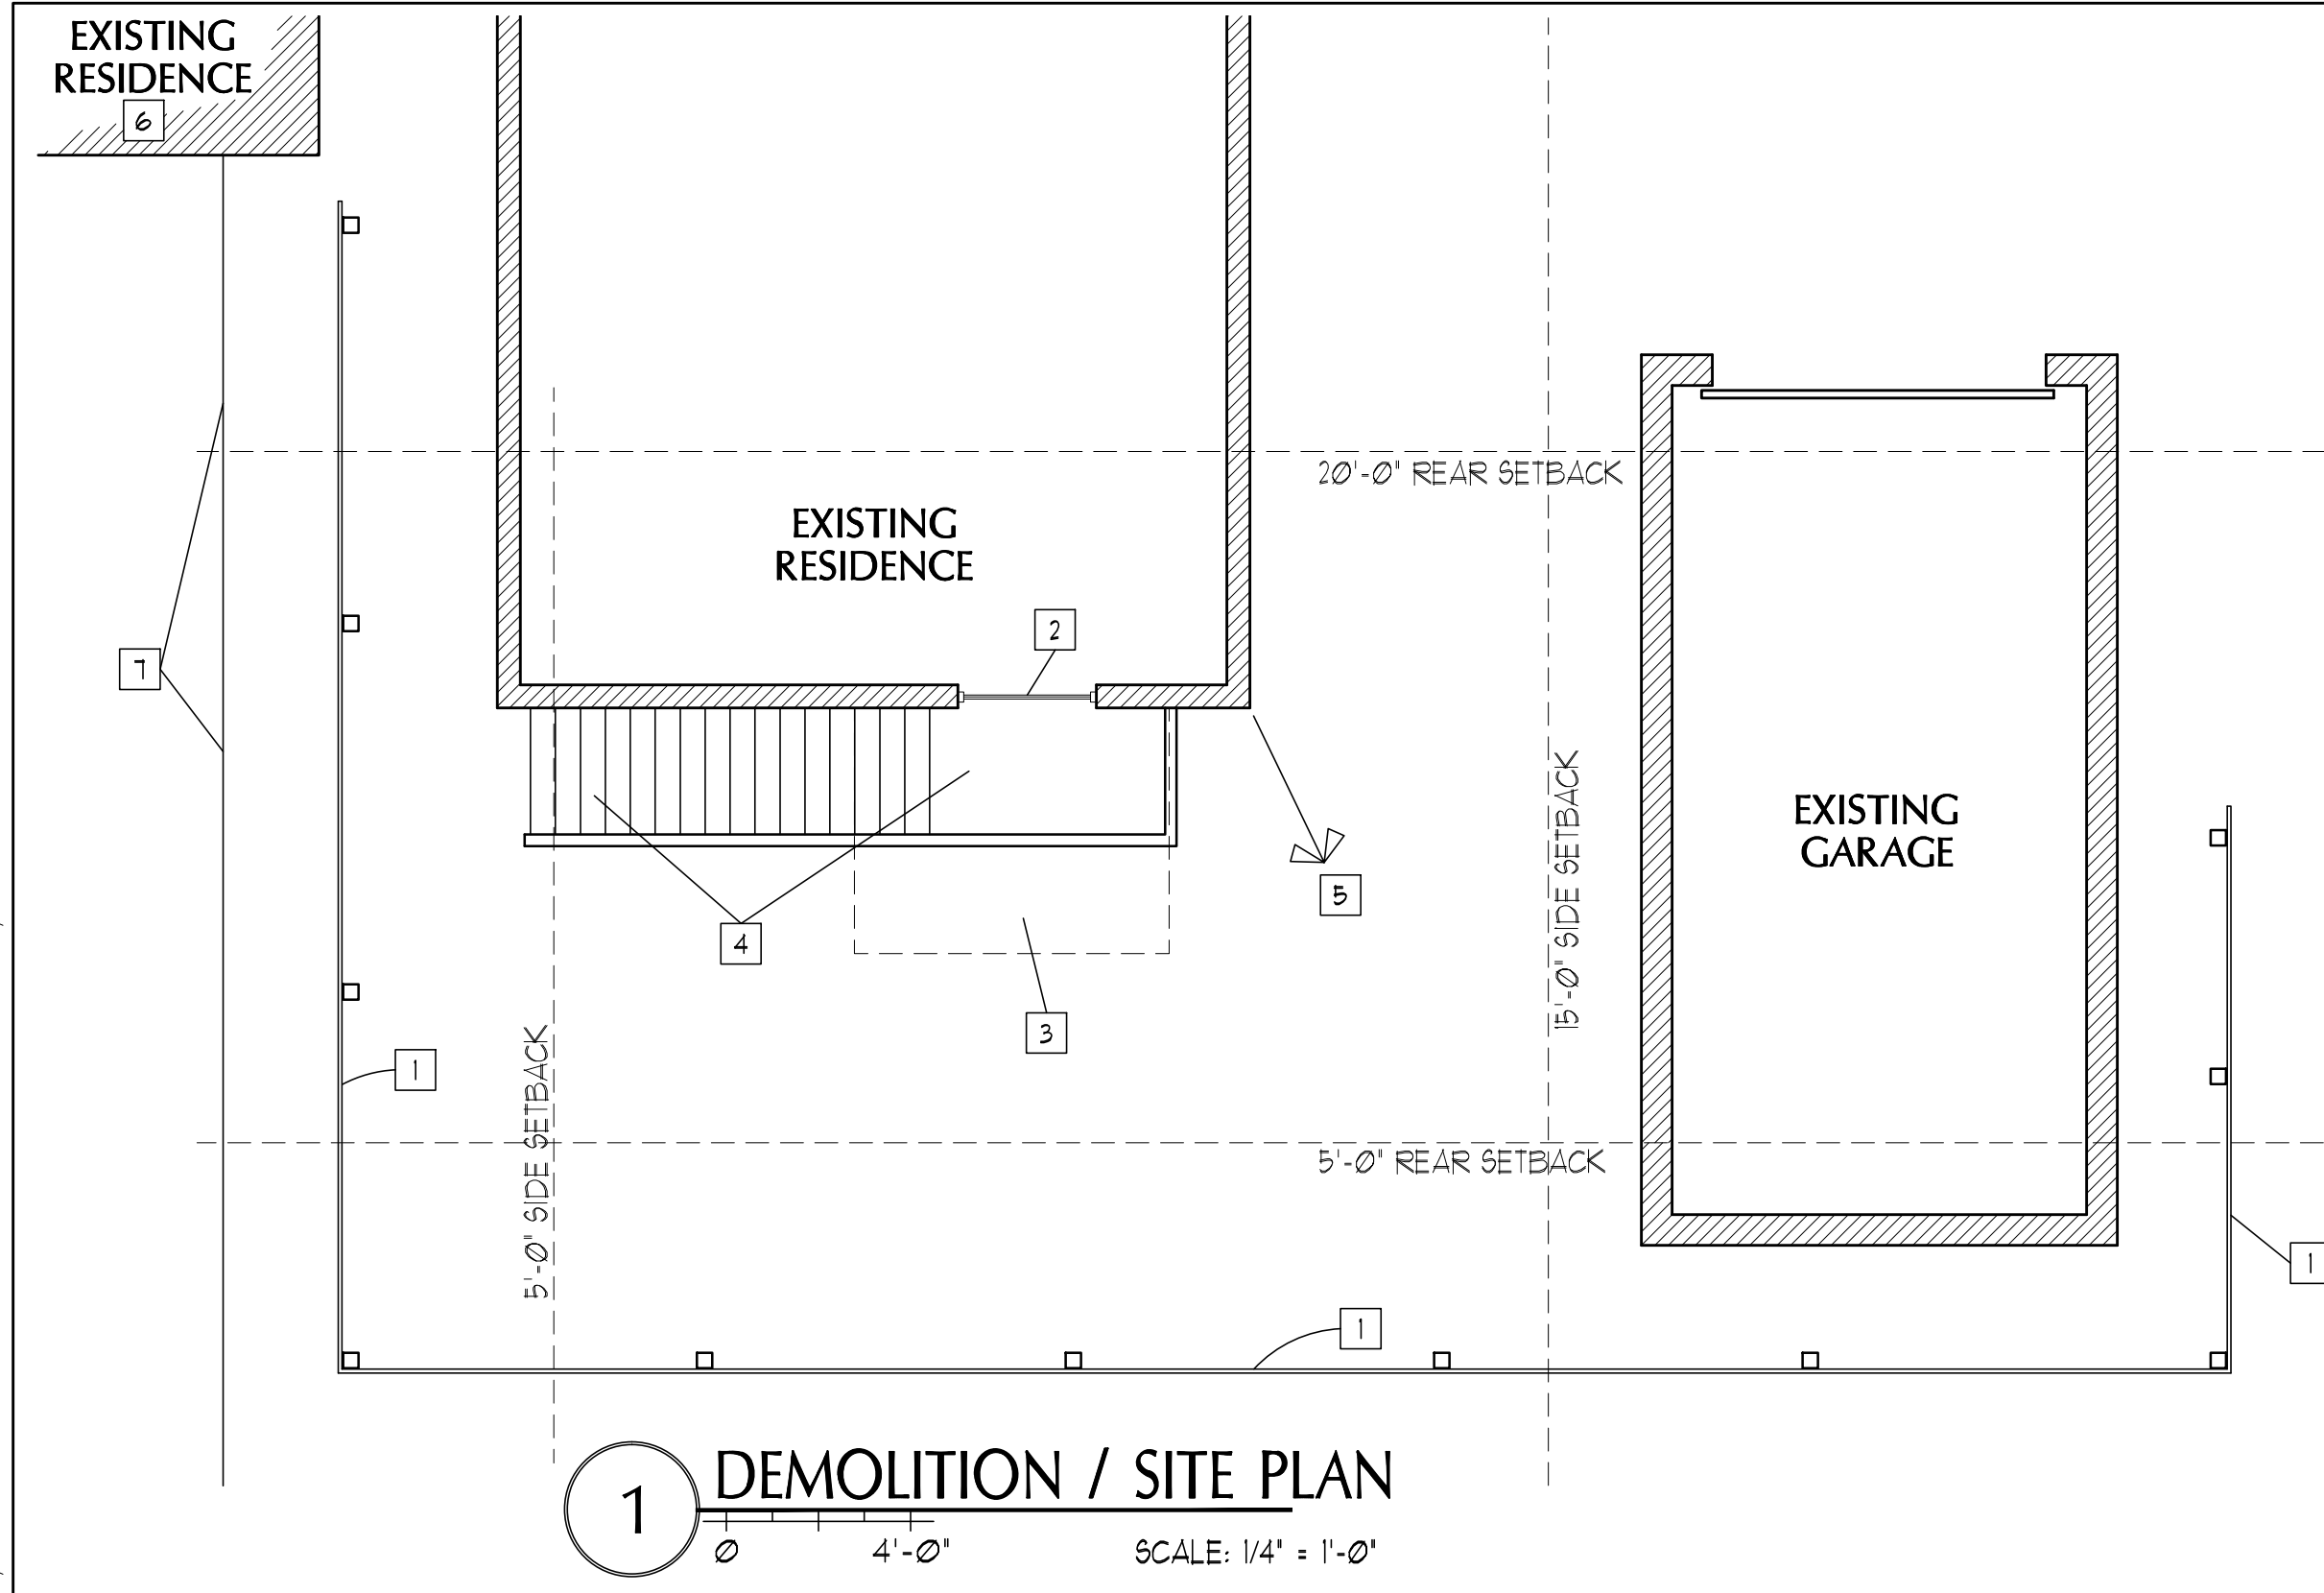 EXISTING
RESIDENCE
6
20'-0" REAR SETBACK
EXISTING
RESIDENCE
2
7
15'-0" SIDE SETBACK
EXISTING
GARAGE
5
4
3
1
5'-0" SIDE SETBACK
5'-0" REAR SETBACK
1
1
1
DEMOLITION / SITE PLAN
0
4'-0"
SCALE: 1/4" = 1'-0"